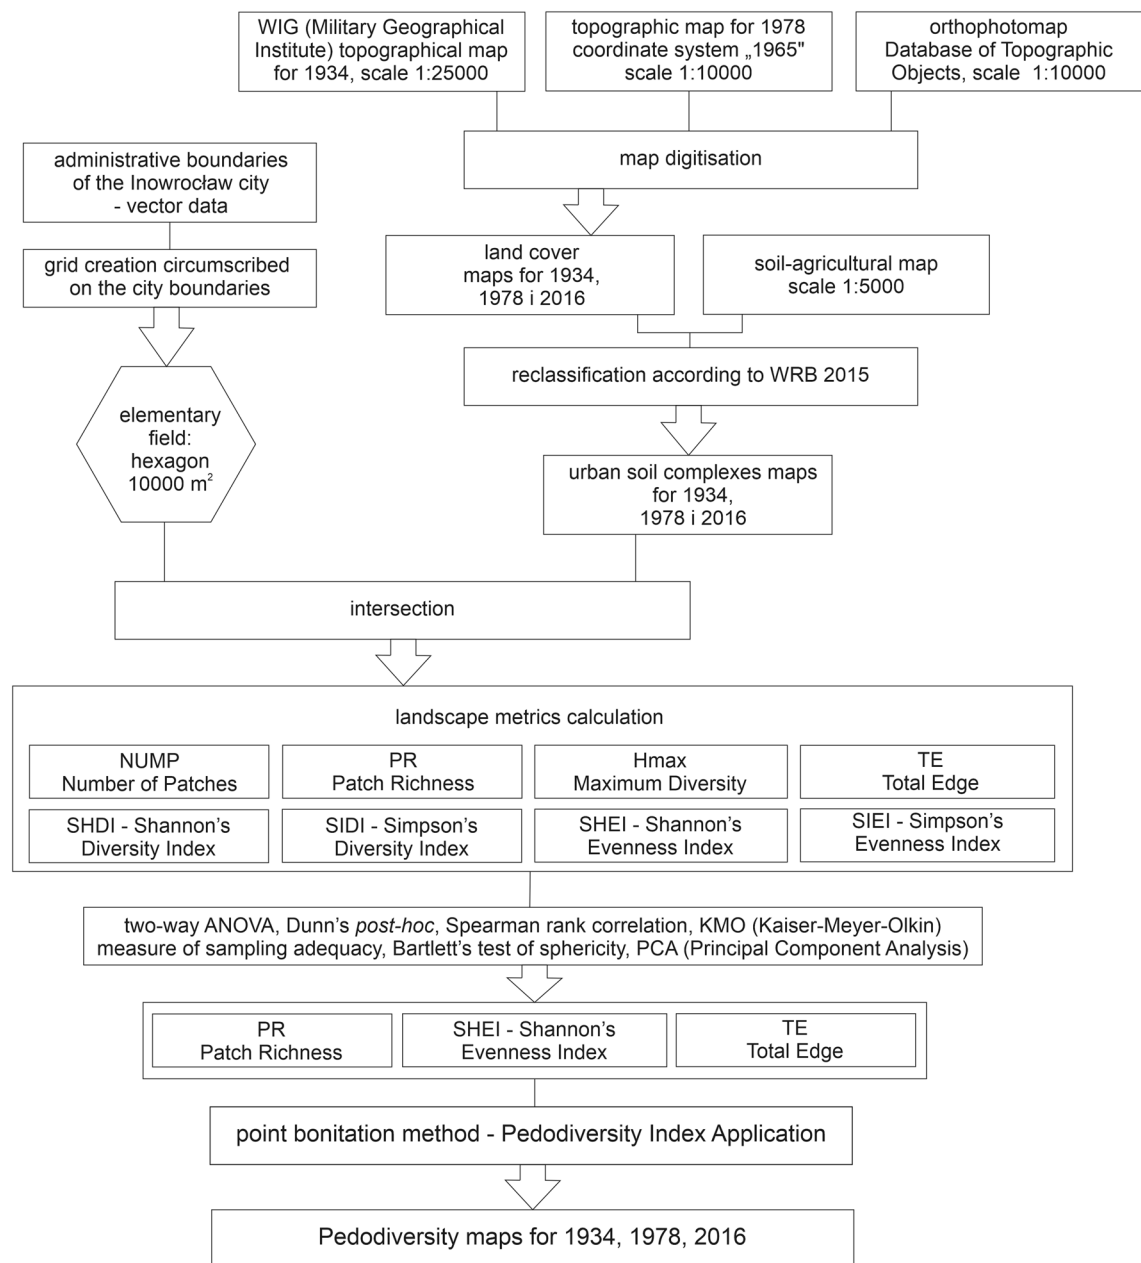 WIG (Military Geographical
Institute) topographical map
for 1934, scale 1:25000
topographic map for 1978
coordinate system „1965"
scale 1:10000
orthophotomap
Database of Topographic
Objects, scale 1:10000
map digitisation
administrative boundaries
of the Inowrocław city
- vector data
grid creation circumscribed
on the city boundaries
land cover
maps for 1934,
1978 i 2016
soil-agricultural map
scale 1:5000
reclassification according to WRB 2015
elementary
field:
hexagon
10000 m²
urban soil complexes maps
for 1934,
1978 i 2016
intersection
landscape metrics calculation
NUMP
Number of Patches
PR
Patch Richness
Hmax
Maximum Diversity
TE
Total Edge
SHDI - Shannon's
Diversity Index
SIDI - Simpson's
Diversity Index
SHEI - Shannon's
Evenness Index
SIEI - Simpson's
Evenness Index
two-way ANOVA, Dunn's post-hoc, Spearman rank correlation, KMO (Kaiser-Meyer-Olkin)
measure of sampling adequacy, Bartlett's test of sphericity, PCA (Principal Component Analysis)
PR
Patch Richness
SHEI - Shannon's
Evenness Index
TE
Total Edge
point bonitation method - Pedodiversity Index Application
Pedodiversity maps for 1934, 1978, 2016